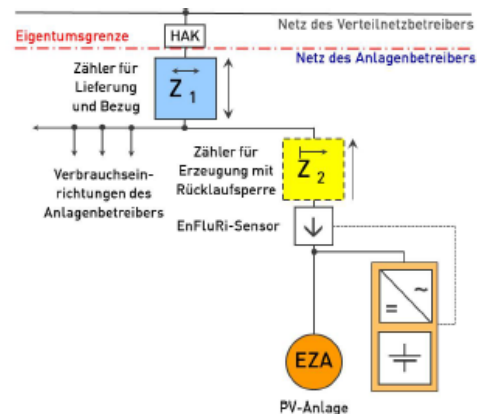 Netz des Verteilnetzbetreibers
Eigentumsgrenze
HAK
Netz des Anlagenbetreibers
Zähler für
Lieferung
und Bezug
Z 1
Verbrauchsein-
richtungen des
Anlagenbetreibers
Zähler für
Erzeugung mit
Rücklaufsperre
Z 2
EnFluRi-Sensor
~
=
EZA
PV-Anlage